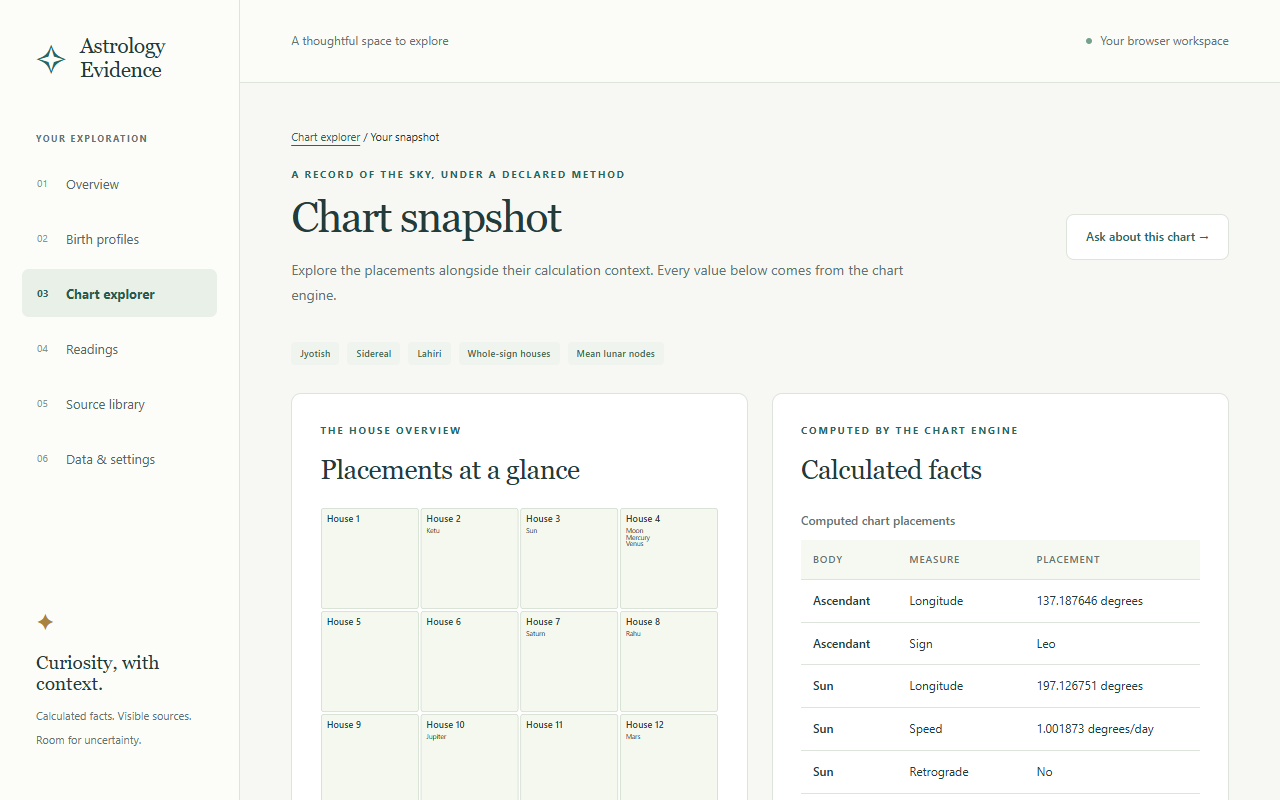 Astrology
Evidence
YOUR EXPLORATION
01 Overview
02 Birth profiles
03 Chart explorer
04 Readings
05 Source library
06 Data & settings
Curiosity, with
context.
Calculated facts. Visible sources.
Room for uncertainty.
A thoughtful space to explore
Your browser workspace
Chart explorer / Your snapshot
A RECORD OF THE SKY, UNDER A DECLARED METHOD
Chart snapshot
Explore the placements alongside their calculation context. Every value below comes from the chart
engine.
Ask about this chart →
Jyotish Sidereal Lahiri Whole-sign houses Mean lunar nodes
THE HOUSE OVERVIEW
Placements at a glance
House 1
House 2
Ketu
House 3
Sun
House 4
Moon
Mercury
Venus
House 5
House 6
House 7
Saturn
House 8
Rahu
House 9
House 10
Jupiter
House 11
House 12
Mars
COMPUTED BY THE CHART ENGINE
Calculated facts
Computed chart placements
BODY MEASURE PLACEMENT
Ascendant Longitude 137.187646 degrees
Ascendant Sign Leo
Sun Longitude 197.126751 degrees
Sun Speed 1.001873 degrees/day
Sun Retrograde No